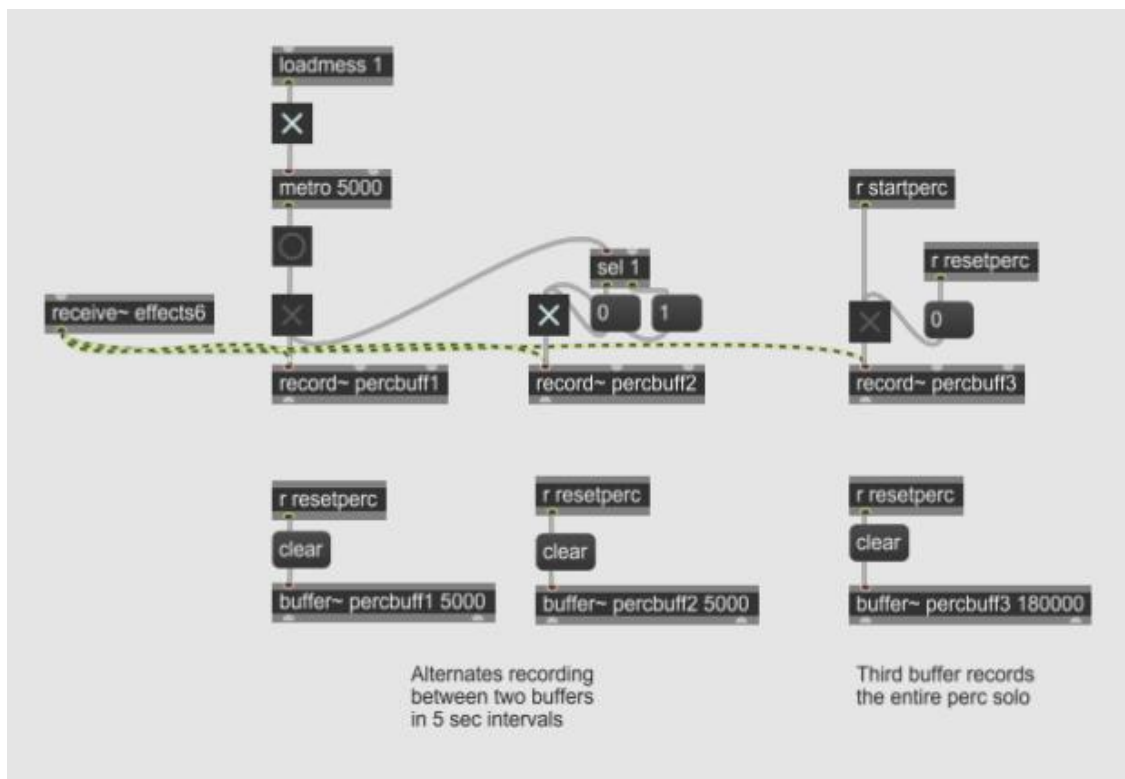 loadmess 1
metro 5000
r startperc
r resetperc
sel 1
receive~ effects6
0
1
0
record~ percbuff1
record~ percbuff2
record~ percbuff3
r resetperc
r resetperc
r resetperc
clear
clear
clear
buffer~ percbuff1 5000
buffer~ percbuff2 5000
buffer~ percbuff3 180000
Alternates recording
between two buffers
in 5 sec intervals
Third buffer records
the entire perc solo